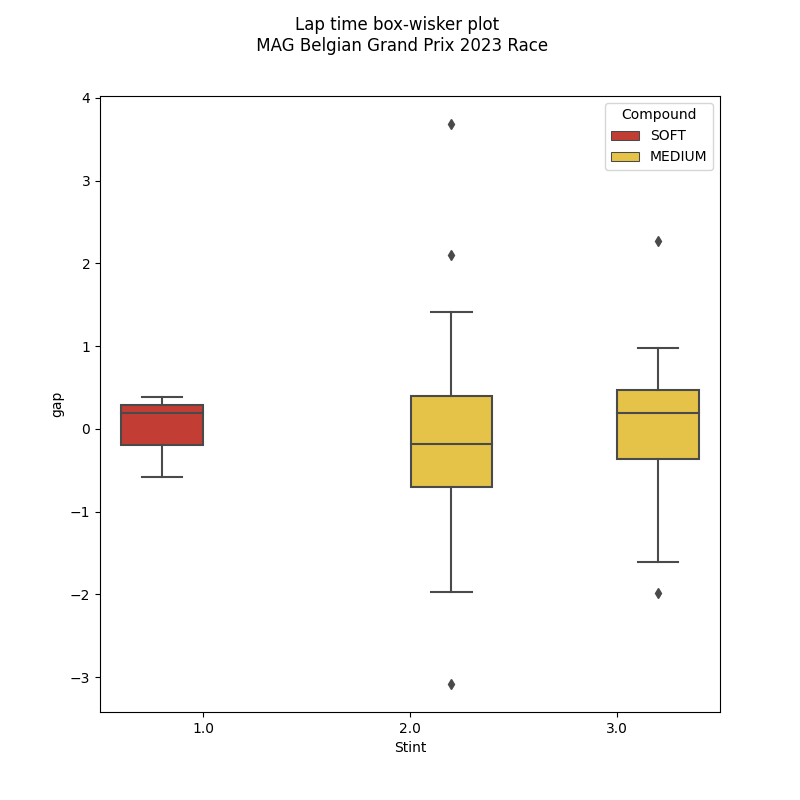 Lap time box-wisker plot
MAG Belgian Grand Prix 2023 Race
Compound
SOFT
MEDIUM
4
3
2
1
0
−1
−2
−3
gap
1.0 2.0 3.0
Stint